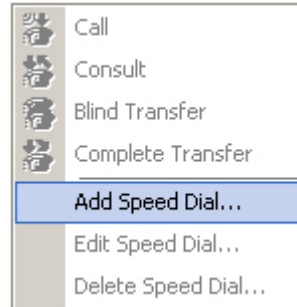 Call
Consult
Blind Transfer
Complete Transfer
Add Speed Dial...
Edit Speed Dial...
Delete Speed Dial...